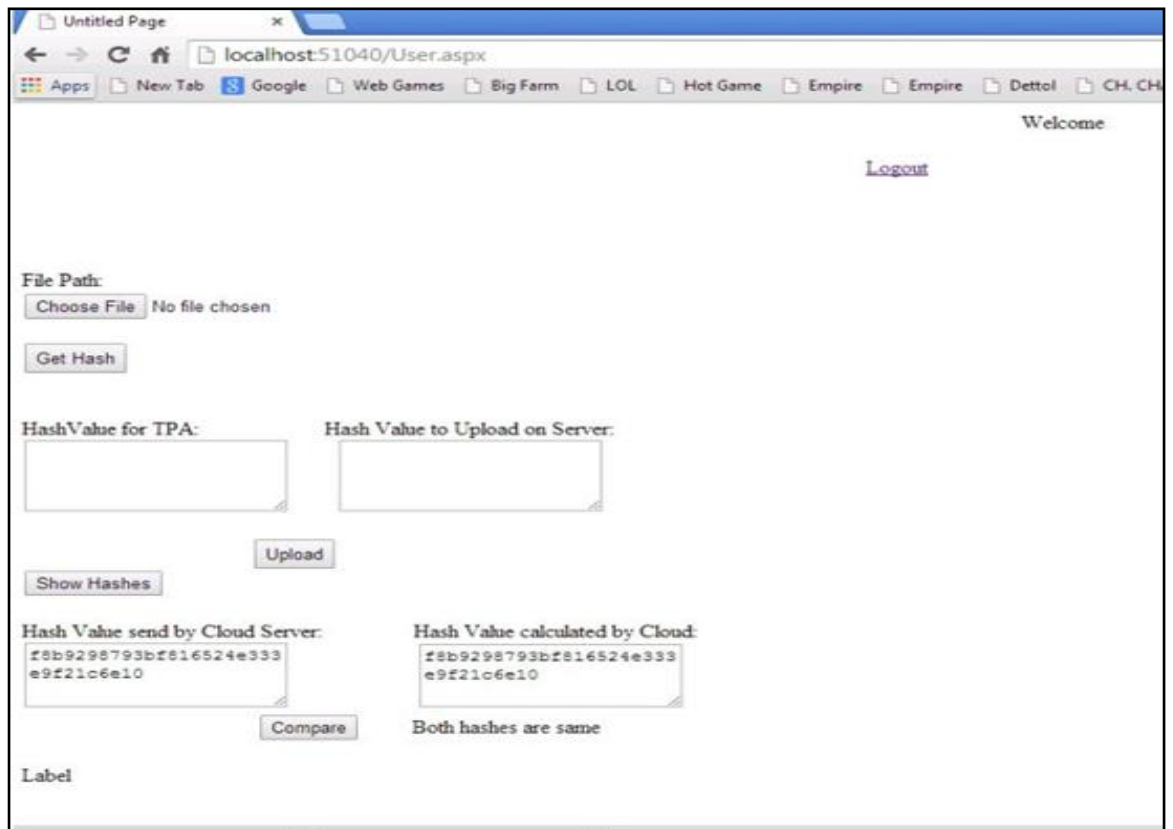 Untitled Page
localhost:51040/User.aspx
Apps New Tab Google Web Games Big Farm LOL Hot Game Empire Empire Dettol CH. CH
Welcome
Logout
File Path:
Choose File No file chosen
Get Hash
HashValue for TPA: Hash Value to Upload on Server:
Upload
Show Hashes
Hash Value send by Cloud Server: Hash Value calculated by Cloud:
f8b9298793bf816524e333 f8b9298793bf816524e333
e9f21c6e10 e9f21c6e10
Compare Both hashes are same
Label